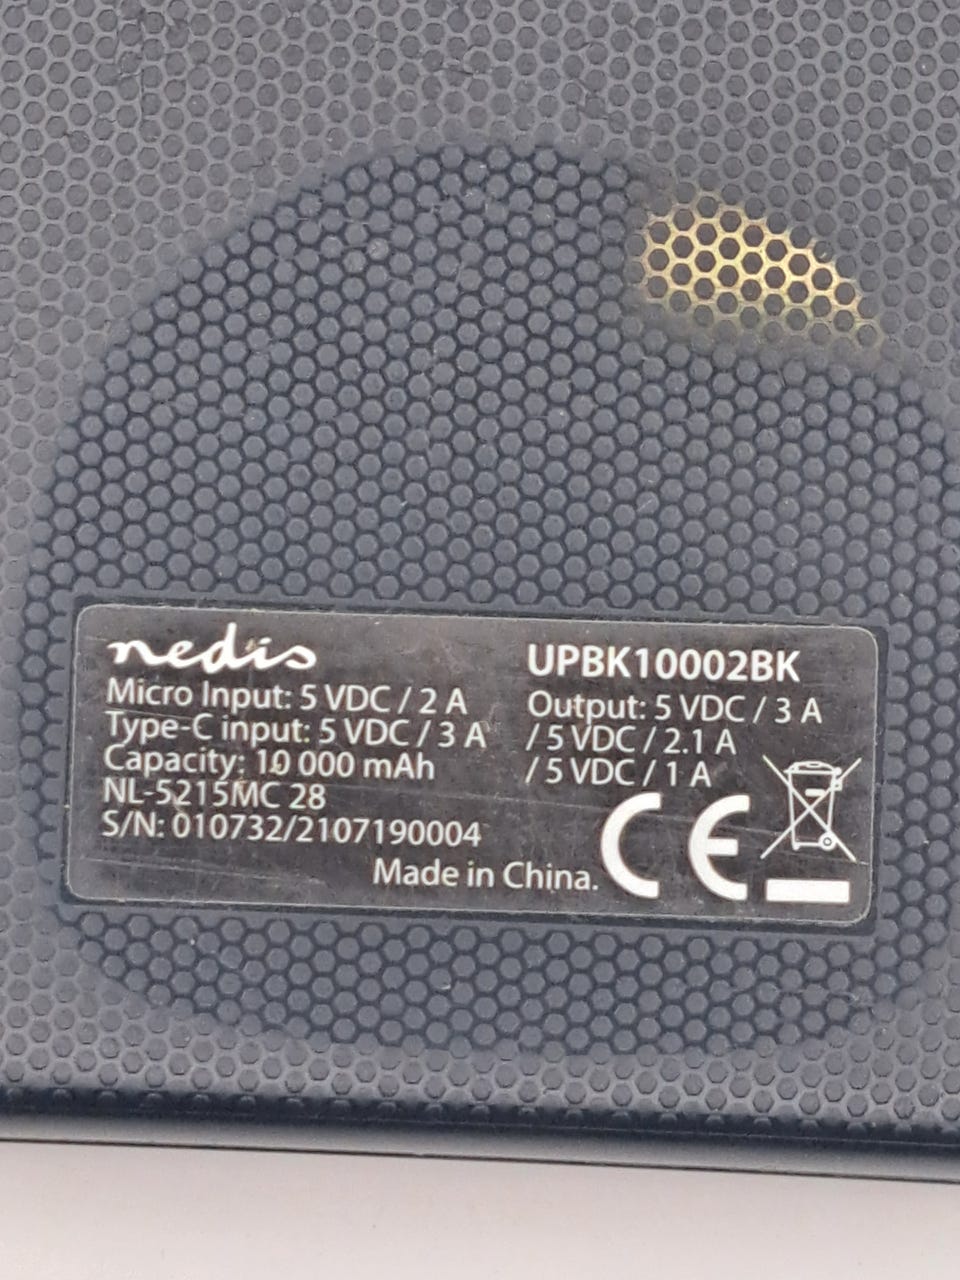 nedis
Micro Input: 5 VDC / 2 A
Type-C input: 5 VDC / 3 A
Capacity: 10 000 mAh
NL-5215MC 28
S/N: 010732/2107190004
UPBK10002BK
Output: 5 VDC / 3 A
/ 5 VDC / 2.1 A
/ 5 VDC / 1 A
Made in China.
CE